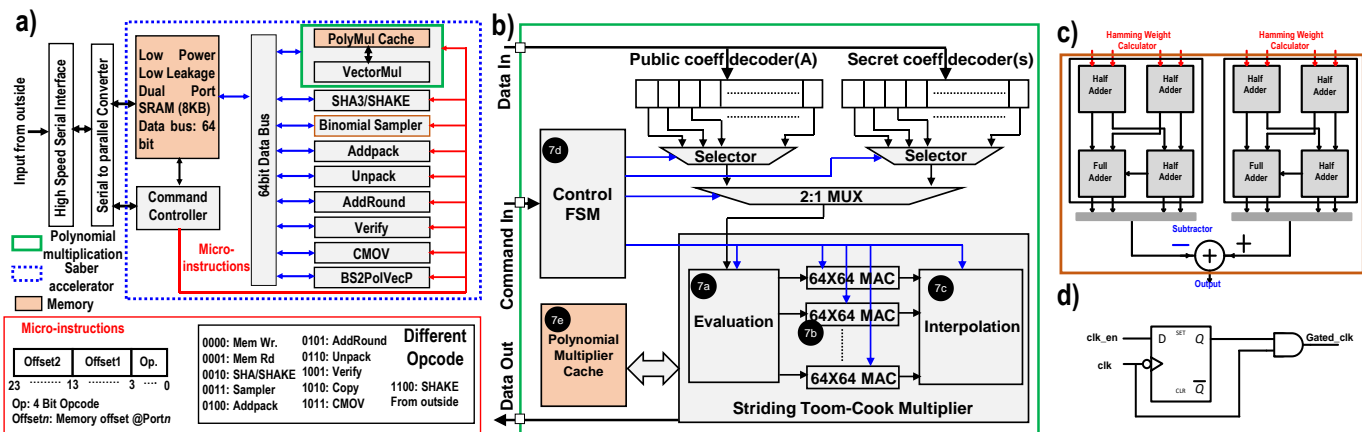 a)
Input from outside
High Speed Serial Interface
Serial to parallel Converter
Low Power
Low Leakage
Dual Port
SRAM (8KB)
Data bus: 64
bit
Command
Controller
64bit Data Bus
PolyMul Cache
VectorMul
SHA3/SHAKE
Binomial Sampler
Addpack
Unpack
AddRound
Verify
CMOV
BS2PolVecP
Micro-
instructions
Polynomial
multiplication
Saber
accelerator
Memory
Micro-instructions
Offset2 Offset1 Op.
23 ........ 13 ........ 3 .... 0
Op: 4 Bit Opcode
Offsetn: Memory offset @Portn
Different
Opcode
0000: Mem Wr.
0001: Mem Rd
0010: SHA/SHAKE
0011: Sampler
0100: Addpack
0101: AddRound
0110: Unpack
1001: Verify
1010: Copy
1011: CMOV
1100: SHAKE
From outside
b)
Data In
Command In
Data Out
Public coeff decoder(A)
Secret coeff decoder(s)
Selector
Selector
2:1 MUX
7d
Control
FSM
7e
Polynomial
Multiplier
Cache
7a
Evaluation
64X64 MAC
64X64 MAC
7b
64X64 MAC
7c
Interpolation
Striding Toom-Cook Multiplier
c)
Hamming Weight
Calculator
Hamming Weight
Calculator
Half
Adder
Half
Adder
Half
Adder
Half
Adder
Full
Adder
Half
Adder
Full
Adder
Half
Adder
Subtractor
− + +
Output
d)
clk_en
clk
D SET Q
CLR Q
Gated_clk